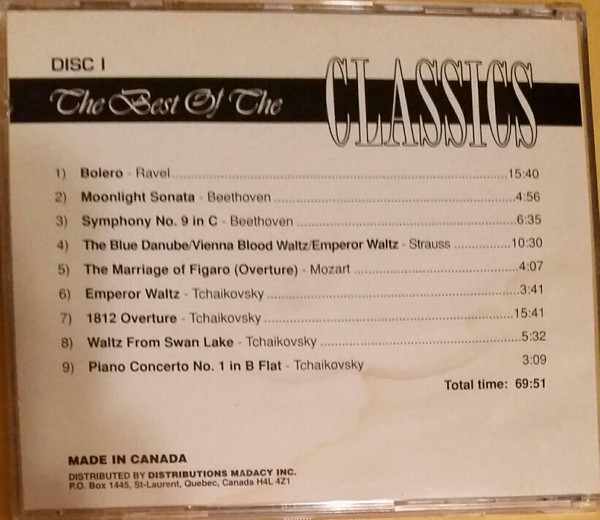 DISC I
The Best Of The CLASSICS
1) Bolero - Ravel.....15:40
2) Moonlight Sonata - Beethoven.....4:56
3) Symphony No. 9 in C - Beethoven.....6:35
4) The Blue Danube/Vienna Blood Waltz/Emperor Waltz - Strauss.....10:30
5) The Marriage of Figaro (Overture) - Mozart.....4:07
6) Emperor Waltz - Tchaikovsky.....3:41
7) 1812 Overture - Tchaikovsky.....15:41
8) Waltz From Swan Lake - Tchaikovsky.....5:32
9) Piano Concerto No. 1 in B Flat - Tchaikovsky 3:09
Total time: 69:51
MADE IN CANADA
DISTRIBUTED BY DISTRIBUTIONS MADACY INC.
P.O. Box 1445, St-Laurent, Quebec, Canada H4L 4Z1